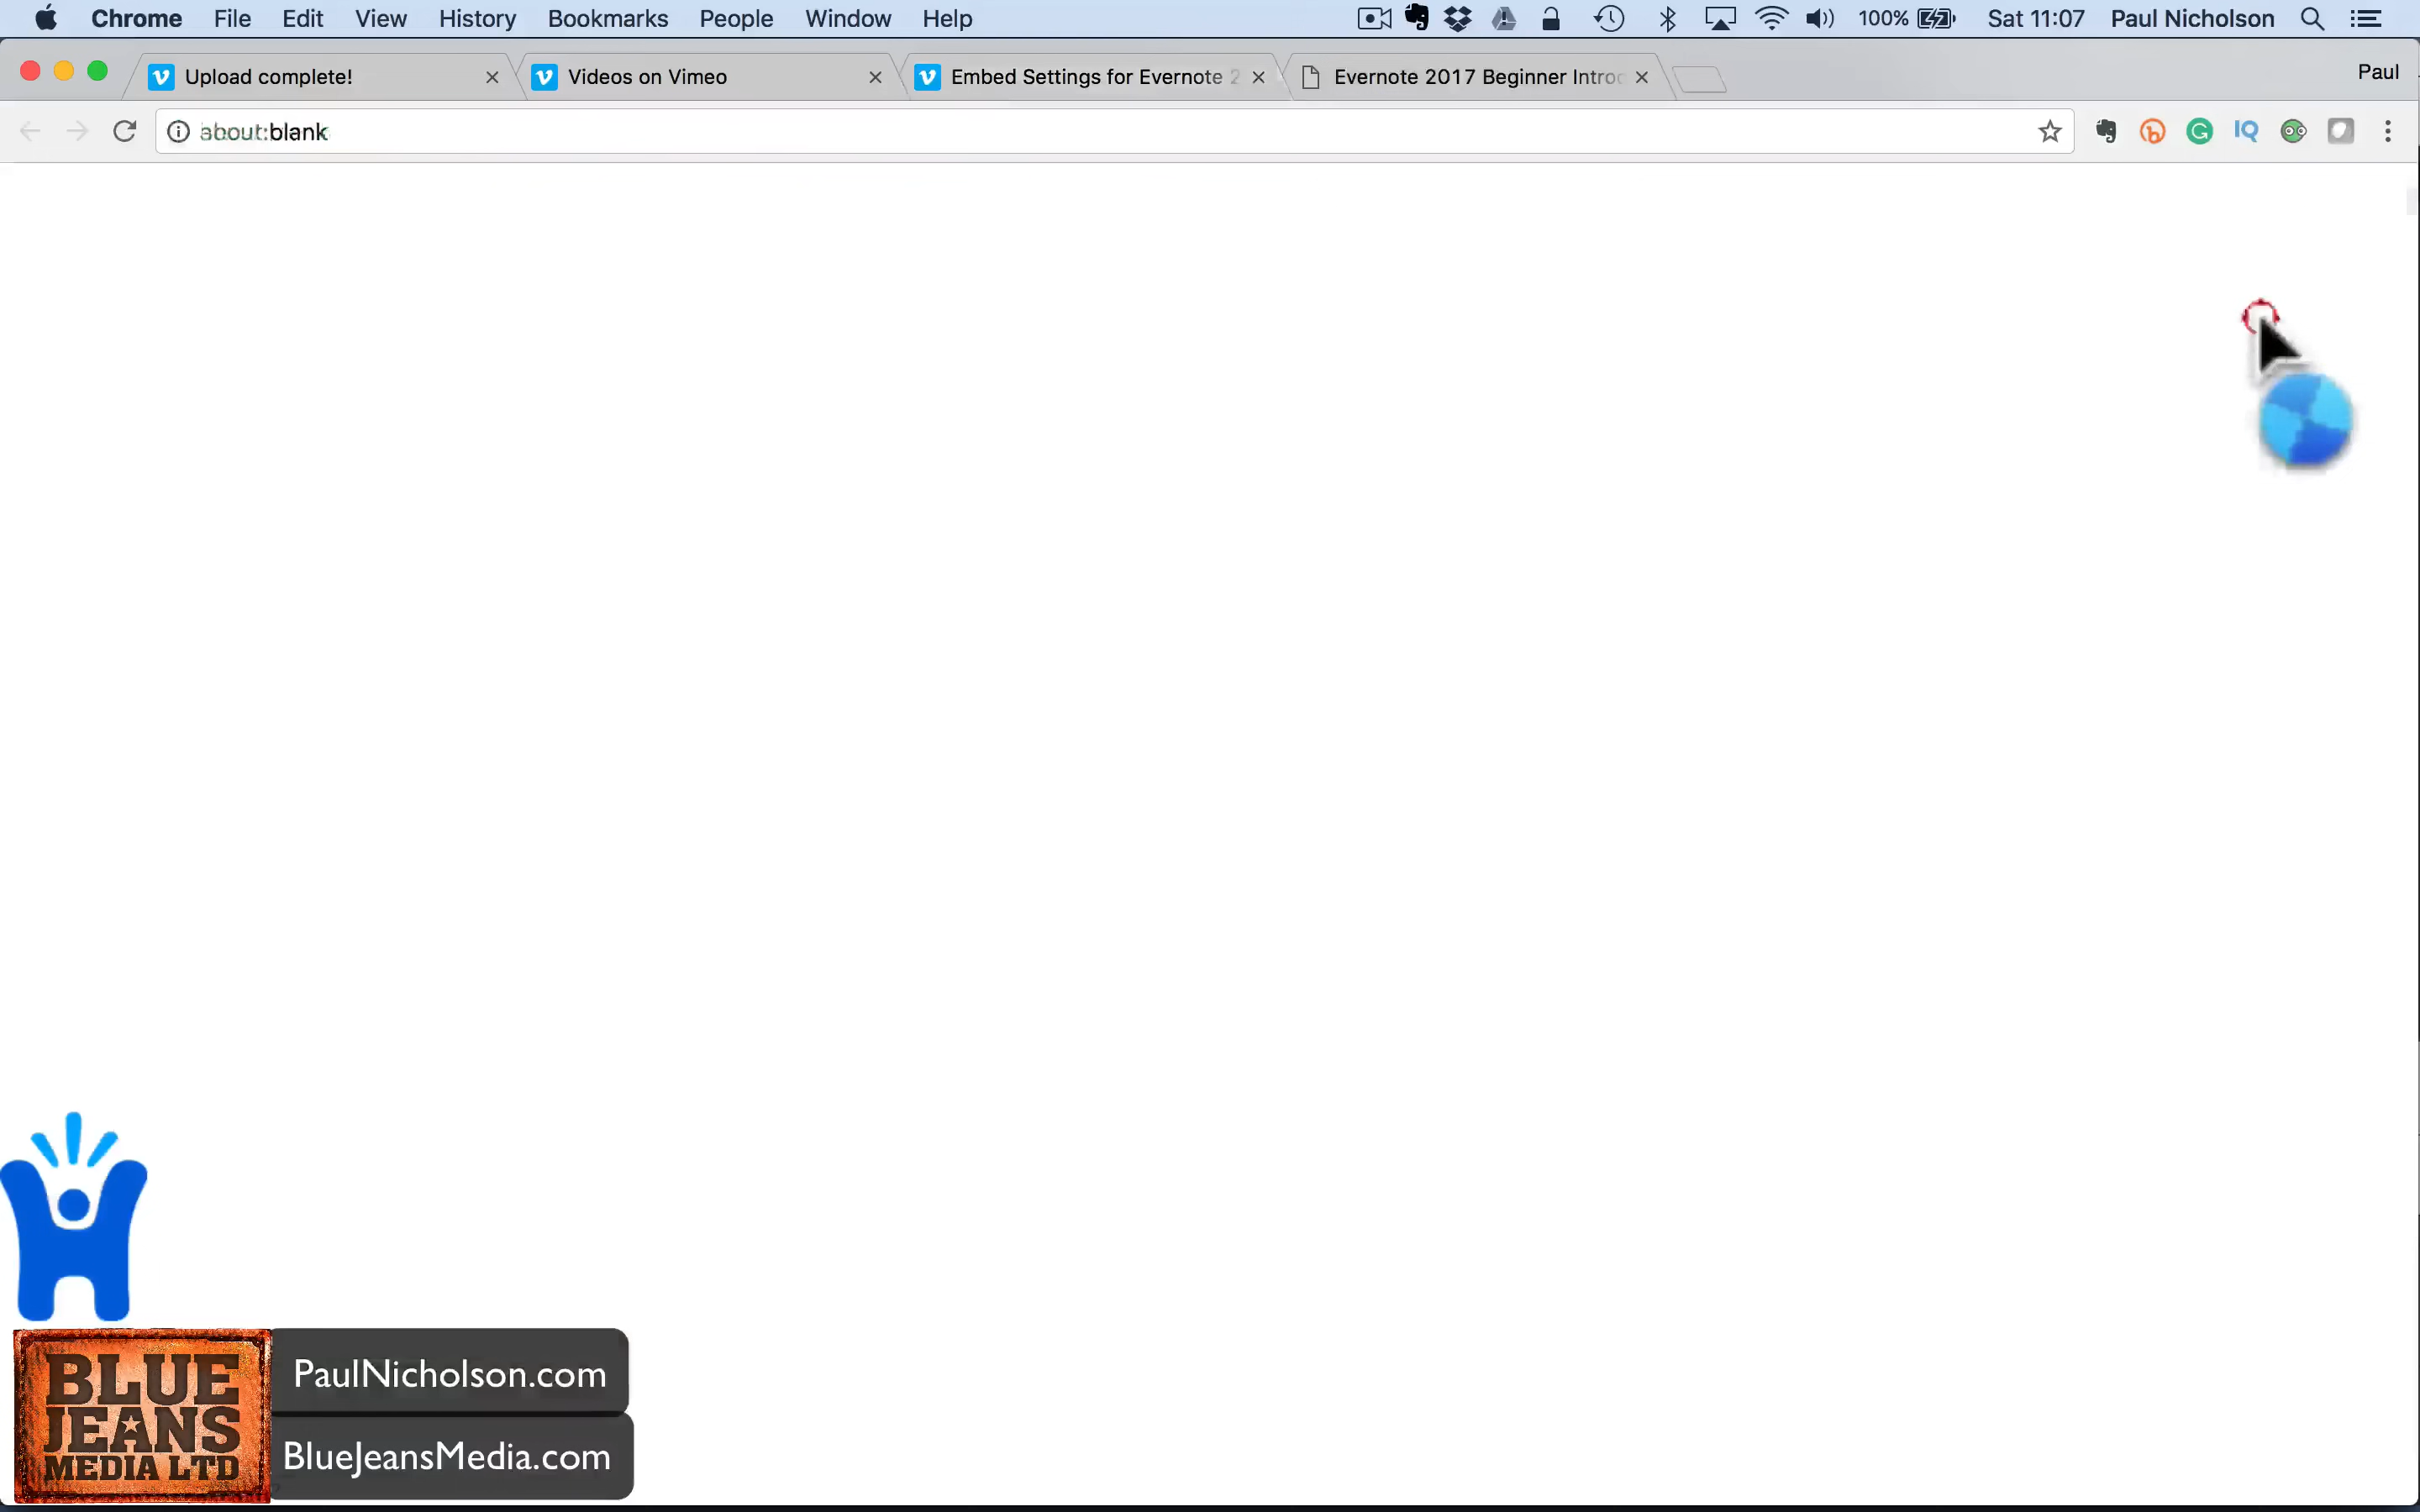 Chrome File Edit View History Bookmarks People Window Help 100% Sat 11:07 Paul Nicholson
Upload complete! Videos on Vimeo Embed Settings for Evernote 2 Evernote 2017 Beginner Introd Paul
about:blank
IQ
PaulNicholson.com
BlueJeansMedia.com
BLUE
JEANS
MEDIA LTD